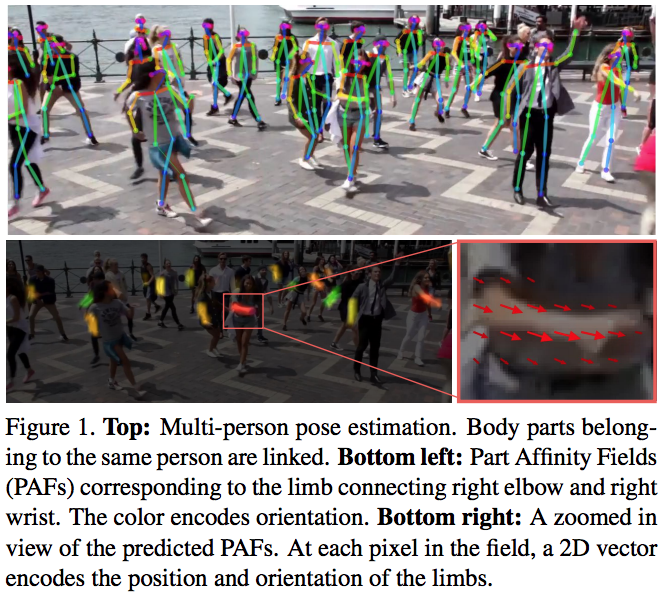 Figure 1. Top: Multi-person pose estimation. Body parts belong-
ing to the same person are linked. Bottom left: Part Affinity Fields
(PAFs) corresponding to the limb connecting right elbow and right
wrist. The color encodes orientation. Bottom right: A zoomed in
view of the predicted PAFs. At each pixel in the field, a 2D vector
encodes the position and orientation of the limbs.